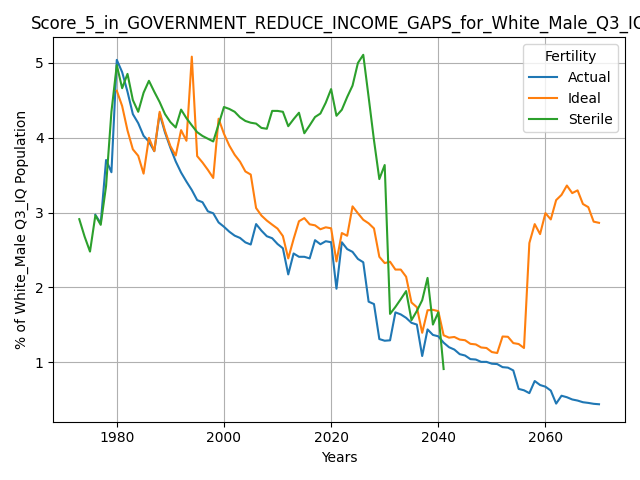 Score_5_in_GOVERNMENT_REDUCE_INCOME_GAPS_for_White_Male_Q3_IQ
Fertility
Actual
Ideal
Sterile
% of White_Male Q3_IQ Population
5
4
3
2
1
1980 2000 2020 2040 2060
Years